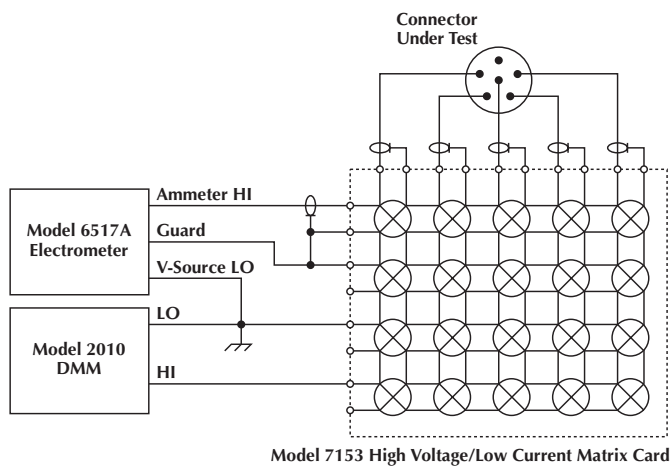 Connector
Under Test
Ammeter HI
Model 6517A
Electrometer
Guard
V-Source LO
LO
Model 2010
DMM
HI
Model 7153 High Voltage/Low Current Matrix Card